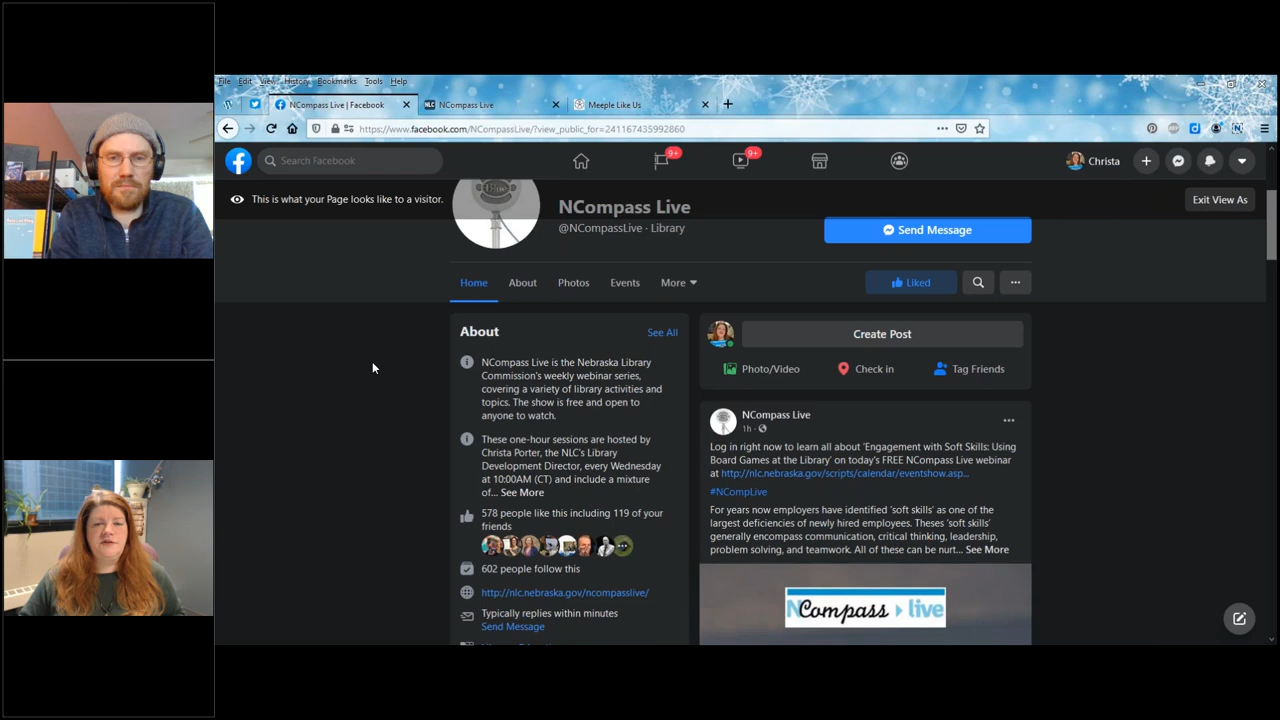 File Edit View History Bookmarks Tools Help
NCompass Live | Facebook
NLC NCompass Live
Meeple Like Us
https://www.facebook.com/NCompassLive/?view_public_for=241167435992860
Search Facebook
9+
9+
Christa
This is what your Page looks like to a visitor.
Exit View As
NCompass Live
@NCompassLive · Library
Send Message
Home About Photos Events More
Liked
About
See All
NCompass Live is the Nebraska Library
Commission's weekly webinar series,
covering a variety of library activities and
topics. The show is free and open to
anyone to watch.
These one-hour sessions are hosted by
Christa Porter, the NLC's Library
Development Director, every Wednesday
at 10:00AM (CT) and include a mixture
of... See More
578 people like this including 119 of your
friends
602 people follow this
http://nlc.nebraska.gov/ncompasslive/
Typically replies within minutes
Send Message
Create Post
Photo/Video Check in Tag Friends
NCompass Live
1h ·
Log in right now to learn all about 'Engagement with Soft Skills: Using
Board Games at the Library' on today's FREE NCompass Live webinar
at http://nlc.nebraska.gov/scripts/calendar/eventshow.asp...
#NCompLive
For years now employers have identified 'soft skills' as one of the
largest deficiencies of newly hired employees. Theses 'soft skills'
generally encompass communication, critical thinking, leadership,
problem solving, and teamwork. All of these can be nurt... See More
NCompass live